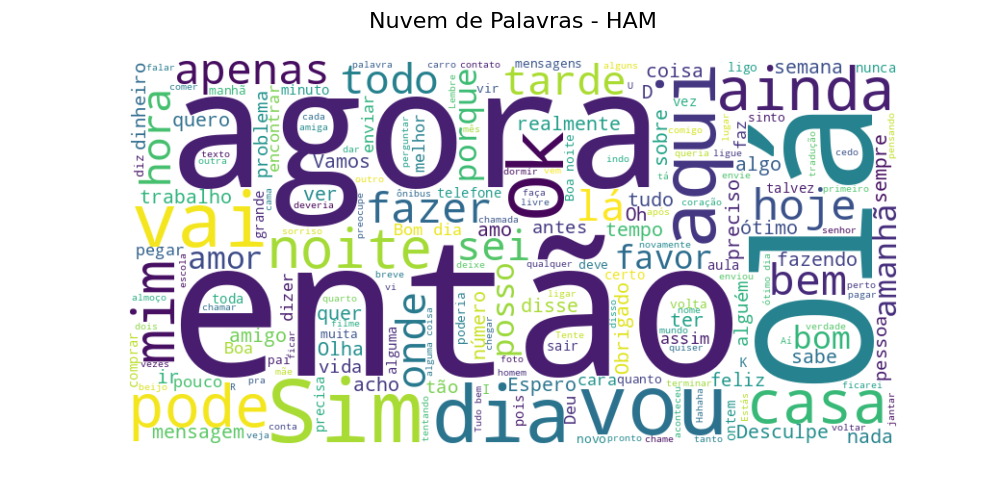 Nuvem de Palavras - HAM
falar
dinheiro
apenas
palavra
carro
contato
mensagens
alguns
coisa
ligo
semana
nunca
comer
manhã
minuto
todo
Lembre
vir
tarde
U
D
vez
ainda
hora
quero
problema
encontrar
agora
cada
amiga
enviar
perguntar
melhor
porque
mês
realmente
sobre
comigo
lugar
faz
sinto
pensando
diz
texto
outra
Vamos
dar
dormir
ok
Boa noite
indo
queria
aqui
ligue
algo
tradução
cedo
Olá
trabalho
grande
cama
ver
deveria
outro
preocupe
ônibus
telefone
vem
faça
livre
lá
tudo
tá
coração
envie
talvez
primeiro
sempre
vai
sorriso
fazer
Bom dia
chamada
amo
antes
Oh
após
tempo
preciso
ótimo
hoje
senhor
amanhã
pegar
escola
amor
noite
sei
deixe
qualquer
deve
certo
favor
novamente
aula
enviou
fazendo
ótimo dia
perto
pagar
mim
almoço
toda
chamar
dizer
quarto
então
breve
vi
poderia
número
posso
ligar
disse
chegar
Tente
disso
volta
nome
ter
mundo
quiser
assim
alguém
bem
comprar
dois
vezes
amigo
Boa
ficar
quer
filme
muita
Olha
vida
alguma
onde
alguma coisa
sair
foto
homem
Obrigado
K
Aí
verdade
bom
sabe
pessoa
ir
pouco
R
pai
mãe
pra
precisa
acho
tão
I
Espero
cara
quanto
terminar
feliz
Estás
ficarei
pode
beijo
mensagem
veja
conta
Sim
tentando
dia
Tudo bem
pois
Deu
novo
pronto
vou
chame
aconteceu
Hahaha
tanto
ontem
casa
Desculpe
voltar
nada
jantar